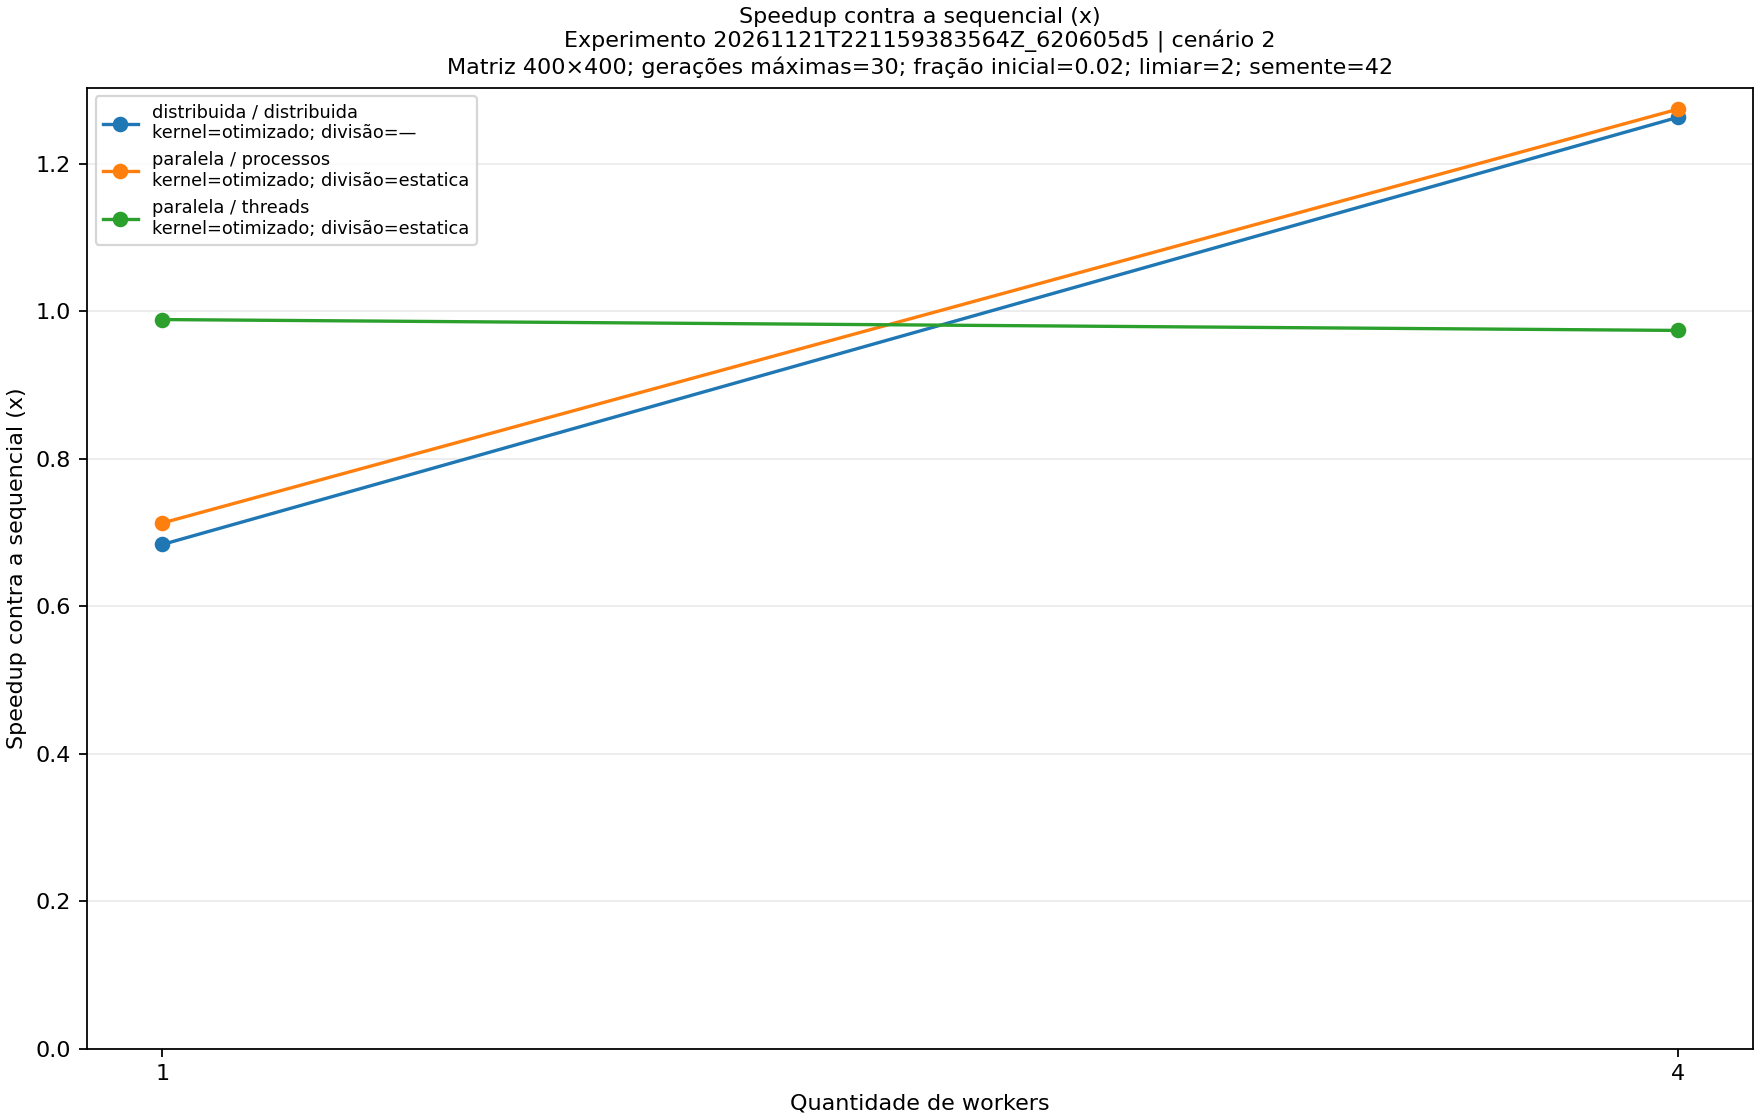 Speedup contra a sequencial (x)
Experimento 20261121T221159383564Z_620605d5 | cenário 2
Matriz 400×400; gerações máximas=30; fração inicial=0.02; limiar=2; semente=42
distribuida / distribuida
kernel=otimizado; divisão=—
paralela / processos
kernel=otimizado; divisão=estatica
paralela / threads
kernel=otimizado; divisão=estatica
Speedup contra a sequencial (x)
1.2
1.0
0.8
0.6
0.4
0.2
0.0
1
4
Quantidade de workers